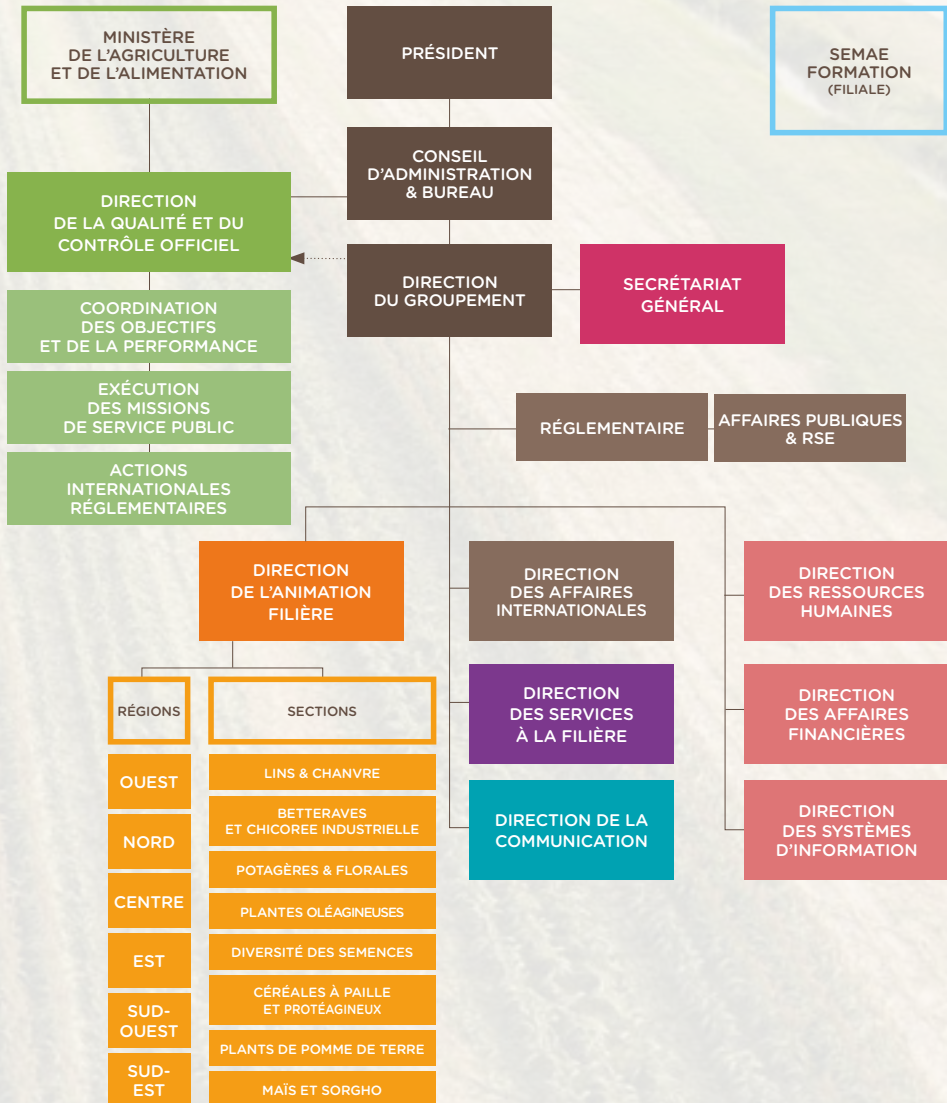 MINISTÈRE
DE L'AGRICULTURE
ET DE L'ALIMENTATION
PRÉSIDENT
SEMAE
FORMATION
(FILIALE)
CONSEIL
D'ADMINISTRATION
& BUREAU
DIRECTION
DE LA QUALITÉ ET DU
CONTRÔLE OFFICIEL
DIRECTION
DU GROUPEMENT
SECRÉTARIAT
GÉNÉRAL
COORDINATION
DES OBJECTIFS
ET DE LA PERFORMANCE
EXÉCUTION
DES MISSIONS
DE SERVICE PUBLIC
ACTIONS
INTERNATIONALES
RÉGLEMENTAIRES
RÉGLEMENTAIRE
AFFAIRES PUBLIQUES
& RSE
DIRECTION
DE L'ANIMATION
FILIÈRE
DIRECTION
DES AFFAIRES
INTERNATIONALES
DIRECTION
DES RESSOURCES
HUMAINES
RÉGIONS
SECTIONS
DIRECTION
DES SERVICES
À LA FILIÈRE
DIRECTION
DES AFFAIRES
FINANCIÈRES
DIRECTION DE LA
COMMUNICATION
DIRECTION
DES SYSTÈMES
D'INFORMATION
OUEST
NORD
CENTRE
EST
SUD-
OUEST
SUD-
EST
LINS & CHANVRE
BETTERAVES
ET CHICOREE INDUSTRIELLE
POTAGÈRES & FLORALES
PLANTES OLÉAGINEUSES
DIVERSITÉ DES SEMENCES
CÉRÉALES À PAILLE
ET PROTÉAGINEUX
PLANTS DE POMME DE TERRE
MAÏS ET SORGHO